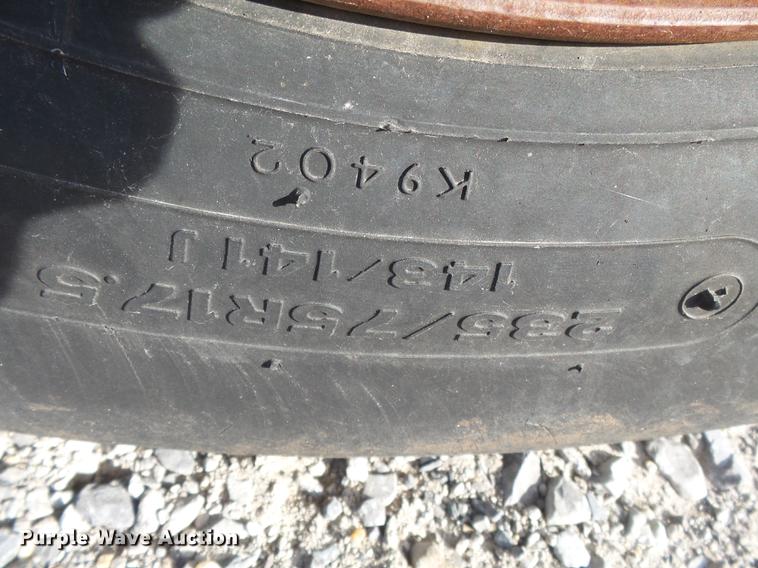 235/75R17.5
143/141 J
K9402
Purple Wave Auction